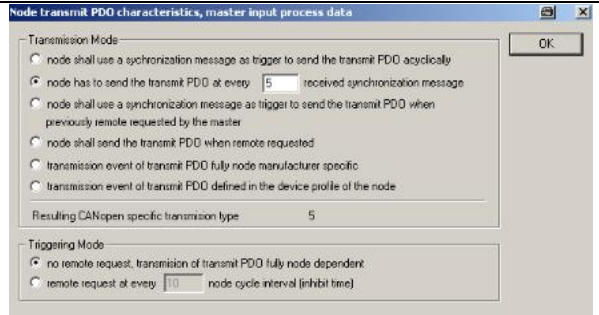 Node transmit PDO characteristics, master input process data
Transmission Mode
OK
node shall use a sychronization message as trigger to send the transmit PDO acyclically
node has to send the transmit PDO at every 5 received synchronization message
node shall use a synchronization message as trigger to send the transmit PDO when
previously remote requested by the master
node shall send the transmit PDO when remote requested
transmission event of transmit PDO fully node manufacturer specific
transmission event of transmit PDO defined in the device profile of the node
Resulting CANopen specific transmision type 5
Triggering Mode
no remote request, transmision of transmit PDO fully node dependent
remote request at every 10 node cycle interval (inhibit time)